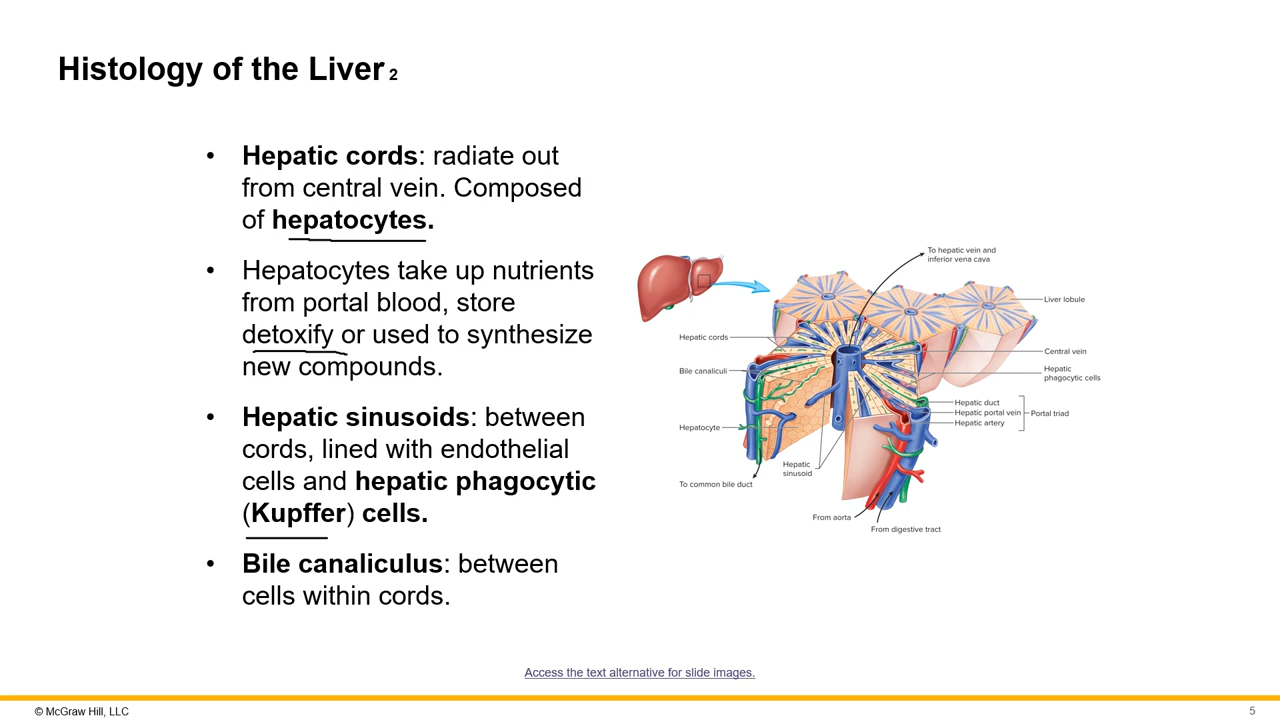 Histology of the Liver 2
• Hepatic cords: radiate out
from central vein. Composed
of hepatocytes.
• Hepatocytes take up nutrients
from portal blood, store
detoxify or used to synthesize
new compounds.
• Hepatic sinusoids: between
cords, lined with endothelial
cells and hepatic phagocytic
(Kupffer) cells.
• Bile canaliculus: between
cells within cords.
To hepatic vein and
inferior vena cava
Liver lobule
Hepatic cords
Central vein
Bile canaliculi
Hepatic
phagocytic cells
Hepatic duct
Hepatic portal vein
Portal triad
Hepatic artery
Hepatocyte
Hepatic
sinusoid
To common bile duct
From aorta
From digestive tract
Access the text alternative for slide images.
© McGraw Hill, LLC
5